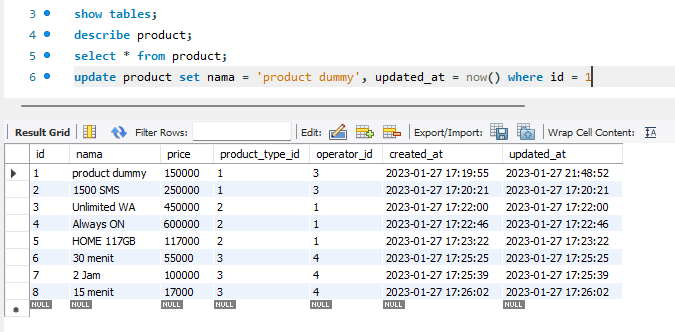 3 show tables;
4 describe product;
5 select * from product;
6 update product set nama = 'product dummy', updated_at = now() where id = 1
Result Grid Filter Rows: Edit: Export/Import: Wrap Cell Content:
id nama price product_type_id operator_id created_at updated_at
1 product dummy 150000 1 3 2023-01-27 17:19:55 2023-01-27 21:48:52
2 1500 SMS 250000 1 3 2023-01-27 17:20:21 2023-01-27 17:20:21
3 Unlimited WA 450000 2 1 2023-01-27 17:22:00 2023-01-27 17:22:00
4 Always ON 600000 2 1 2023-01-27 17:22:46 2023-01-27 17:22:46
5 HOME 117GB 117000 2 1 2023-01-27 17:23:22 2023-01-27 17:23:22
6 30 menit 55000 3 4 2023-01-27 17:25:25 2023-01-27 17:25:25
7 2 Jam 100000 3 4 2023-01-27 17:25:39 2023-01-27 17:25:39
8 15 menit 17000 3 4 2023-01-27 17:26:02 2023-01-27 17:26:02
NULL NULL NULL NULL NULL NULL NULL